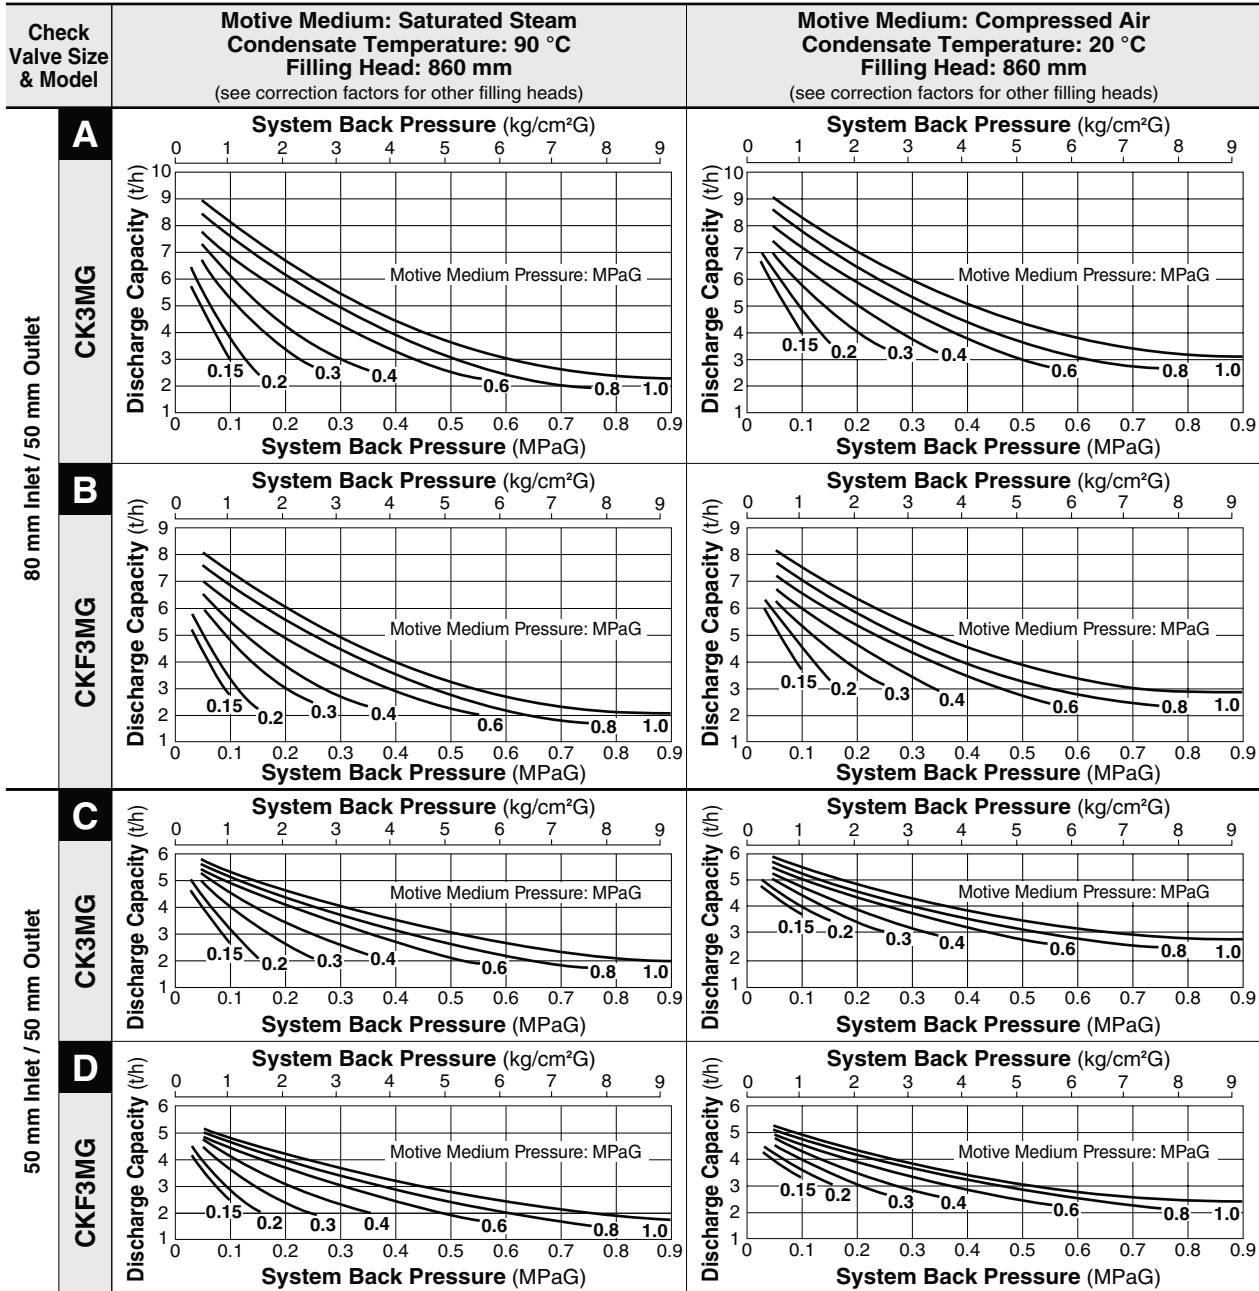 Check
Valve Size
& Model
Motive Medium: Saturated Steam
Condensate Temperature: 90 °C
Filling Head: 860 mm
(see correction factors for other filling heads)
Motive Medium: Compressed Air
Condensate Temperature: 20 °C
Filling Head: 860 mm
(see correction factors for other filling heads)
80 mm Inlet / 50 mm Outlet
A
CK3MG
System Back Pressure (kg/cm²G)
0 1 2 3 4 5 6 7 8 9
Discharge Capacity (t/h)
10
9
8
7
6
5
4
3
2
1
Motive Medium Pressure: MPaG
0.15 0.2 0.3 0.4 0.6 0.8 1.0
0 0.1 0.2 0.3 0.4 0.5 0.6 0.7 0.8 0.9
System Back Pressure (MPaG)
System Back Pressure (kg/cm²G)
0 1 2 3 4 5 6 7 8 9
Discharge Capacity (t/h)
10
9
8
7
6
5
4
3
2
1
Motive Medium Pressure: MPaG
0.15 0.2 0.3 0.4 0.6 0.8 1.0
0 0.1 0.2 0.3 0.4 0.5 0.6 0.7 0.8 0.9
System Back Pressure (MPaG)
B
CKF3MG
System Back Pressure (kg/cm²G)
0 1 2 3 4 5 6 7 8 9
Discharge Capacity (t/h)
9
8
7
6
5
4
3
2
1
Motive Medium Pressure: MPaG
0.15 0.2 0.3 0.4 0.6 0.8 1.0
0 0.1 0.2 0.3 0.4 0.5 0.6 0.7 0.8 0.9
System Back Pressure (MPaG)
System Back Pressure (kg/cm²G)
0 1 2 3 4 5 6 7 8 9
Discharge Capacity (t/h)
9
8
7
6
5
4
3
2
1
Motive Medium Pressure: MPaG
0.15 0.2 0.3 0.4 0.6 0.8 1.0
0 0.1 0.2 0.3 0.4 0.5 0.6 0.7 0.8 0.9
System Back Pressure (MPaG)
50 mm Inlet / 50 mm Outlet
C
CK3MG
System Back Pressure (kg/cm²G)
0 1 2 3 4 5 6 7 8 9
Discharge Capacity (t/h)
6
5
4
3
2
1
Motive Medium Pressure: MPaG
0.15 0.2 0.3 0.4 0.6 0.8 1.0
0 0.1 0.2 0.3 0.4 0.5 0.6 0.7 0.8 0.9
System Back Pressure (MPaG)
System Back Pressure (kg/cm²G)
0 1 2 3 4 5 6 7 8 9
Discharge Capacity (t/h)
6
5
4
3
2
1
Motive Medium Pressure: MPaG
0.15 0.2 0.3 0.4 0.6 0.8 1.0
0 0.1 0.2 0.3 0.4 0.5 0.6 0.7 0.8 0.9
System Back Pressure (MPaG)
D
CKF3MG
System Back Pressure (kg/cm²G)
0 1 2 3 4 5 6 7 8 9
Discharge Capacity (t/h)
6
5
4
3
2
1
Motive Medium Pressure: MPaG
0.15 0.2 0.3 0.4 0.6 0.8 1.0
0 0.1 0.2 0.3 0.4 0.5 0.6 0.7 0.8 0.9
System Back Pressure (MPaG)
System Back Pressure (kg/cm²G)
0 1 2 3 4 5 6 7 8 9
Discharge Capacity (t/h)
6
5
4
3
2
1
Motive Medium Pressure: MPaG
0.15 0.2 0.3 0.4 0.6 0.8 1.0
0 0.1 0.2 0.3 0.4 0.5 0.6 0.7 0.8 0.9
System Back Pressure (MPaG)